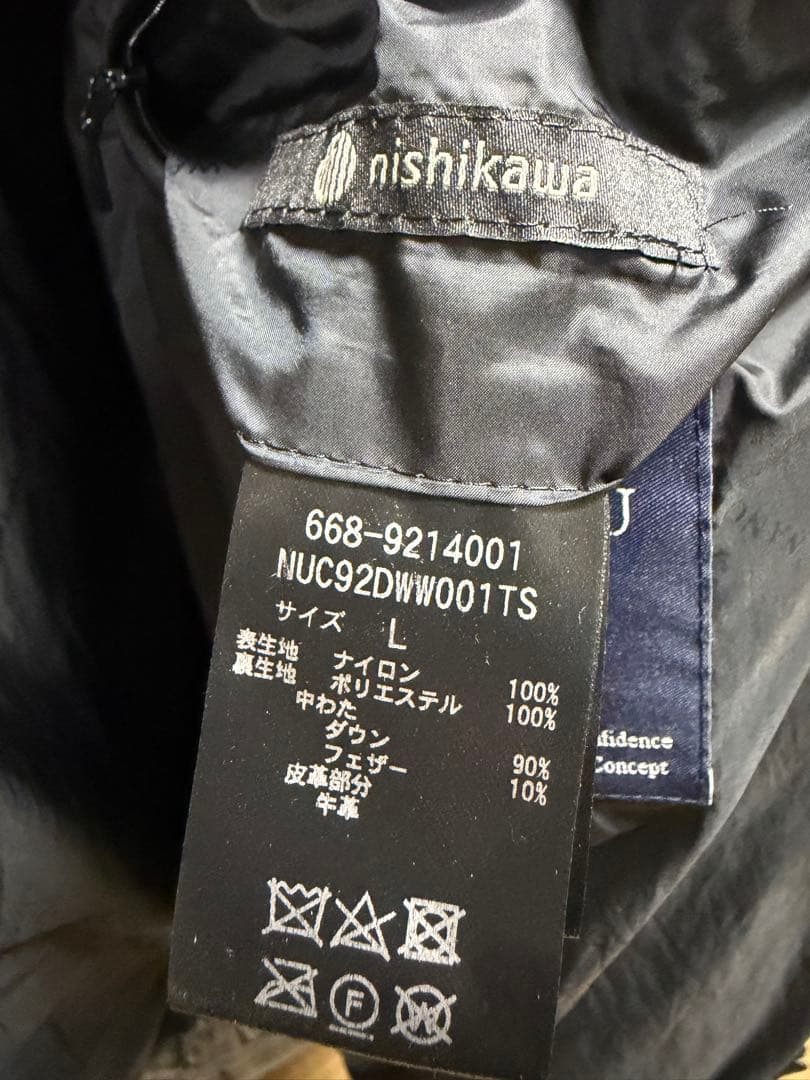 nishikawa
668-9214001
NUC92DWW001TS
サイズ L
表生地 ナイロン 100%
裏生地 ポリエステル 100%
中わた
ダウン 90%
フェザー 10%
皮革部分
牛革
J
fidence
Concept
F
W